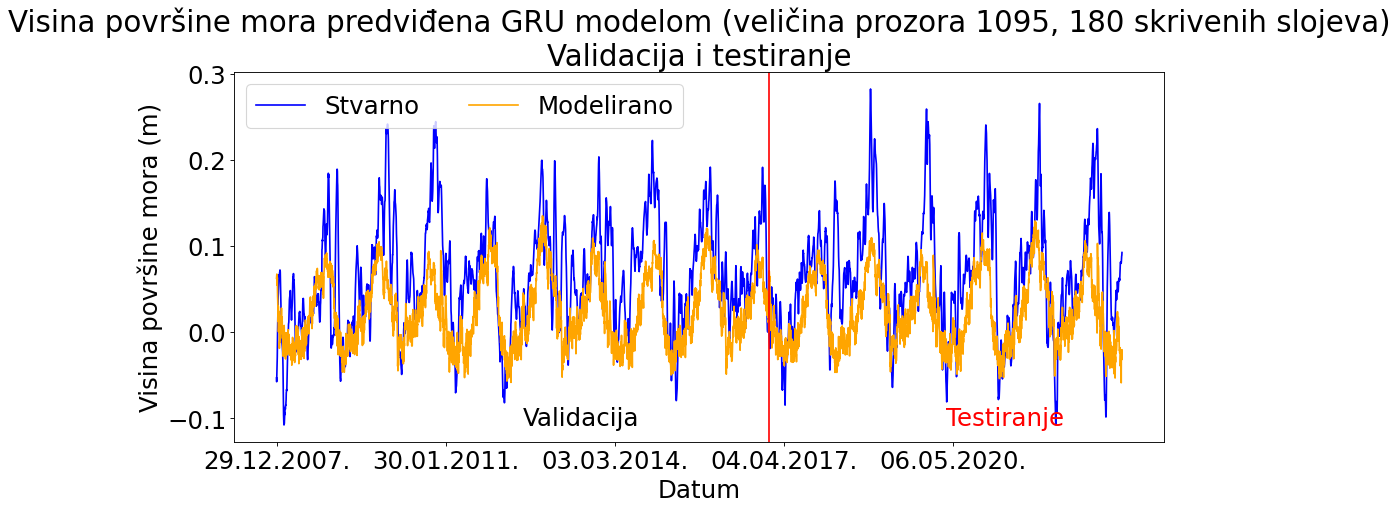 Visina površine mora predviđena GRU modelom (veličina prozora 1095, 180 skrivenih slojeva)
Validacija i testiranje
Visina površine mora (m)
0.3
0.2
0.1
0.0
−0.1
Stvarno
Modelirano
Validacija
Testiranje
29.12.2007.
30.01.2011.
03.03.2014.
04.04.2017.
06.05.2020.
Datum